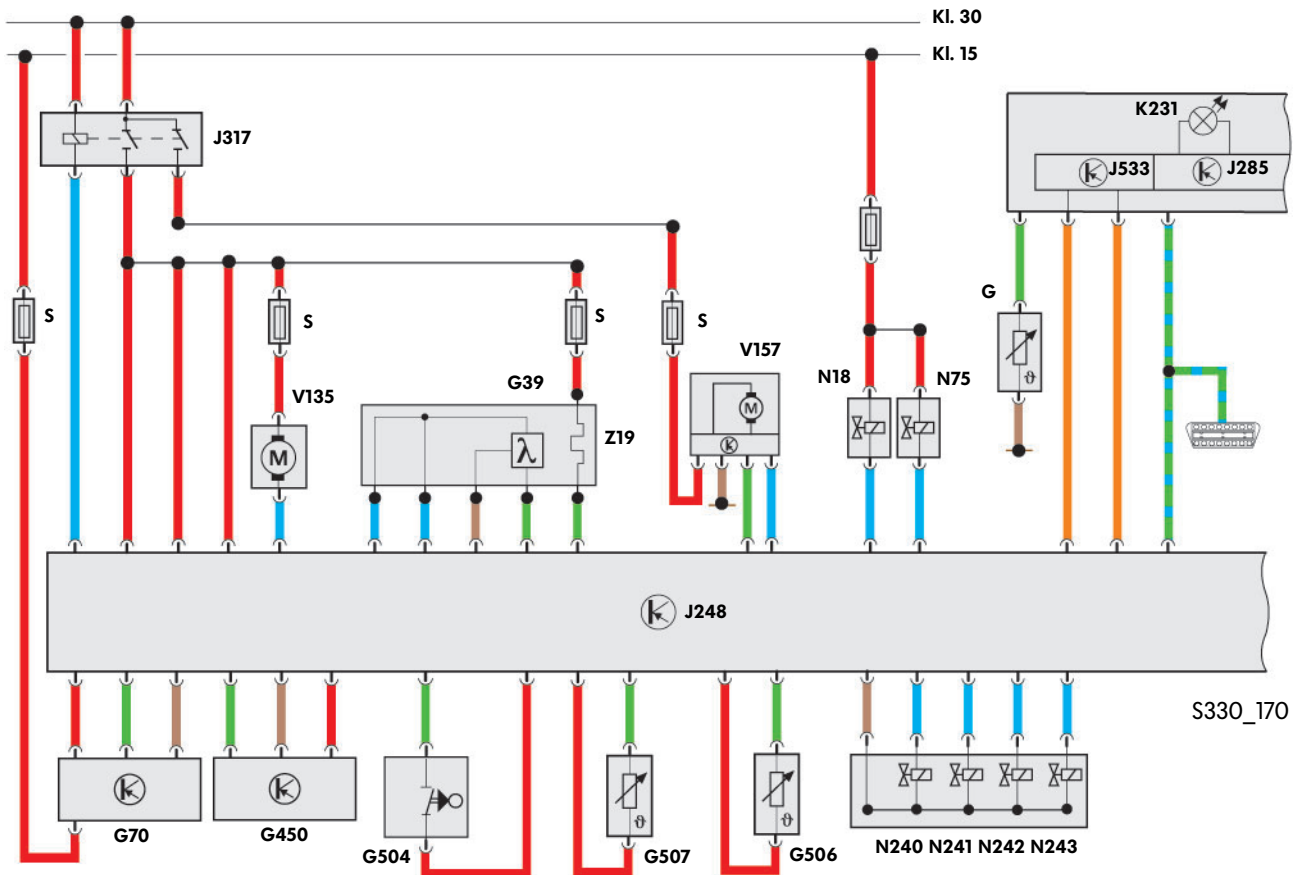 Kl. 30
Kl. 15
K231
J317
J533
J285
G
S
S
S
S
V157
N18
N75
G39
V135
Z19
M
M
λ
ϑ
J248
S330_170
ϑ
ϑ
G70
G450
G504
G507
G506
N240 N241 N242 N243